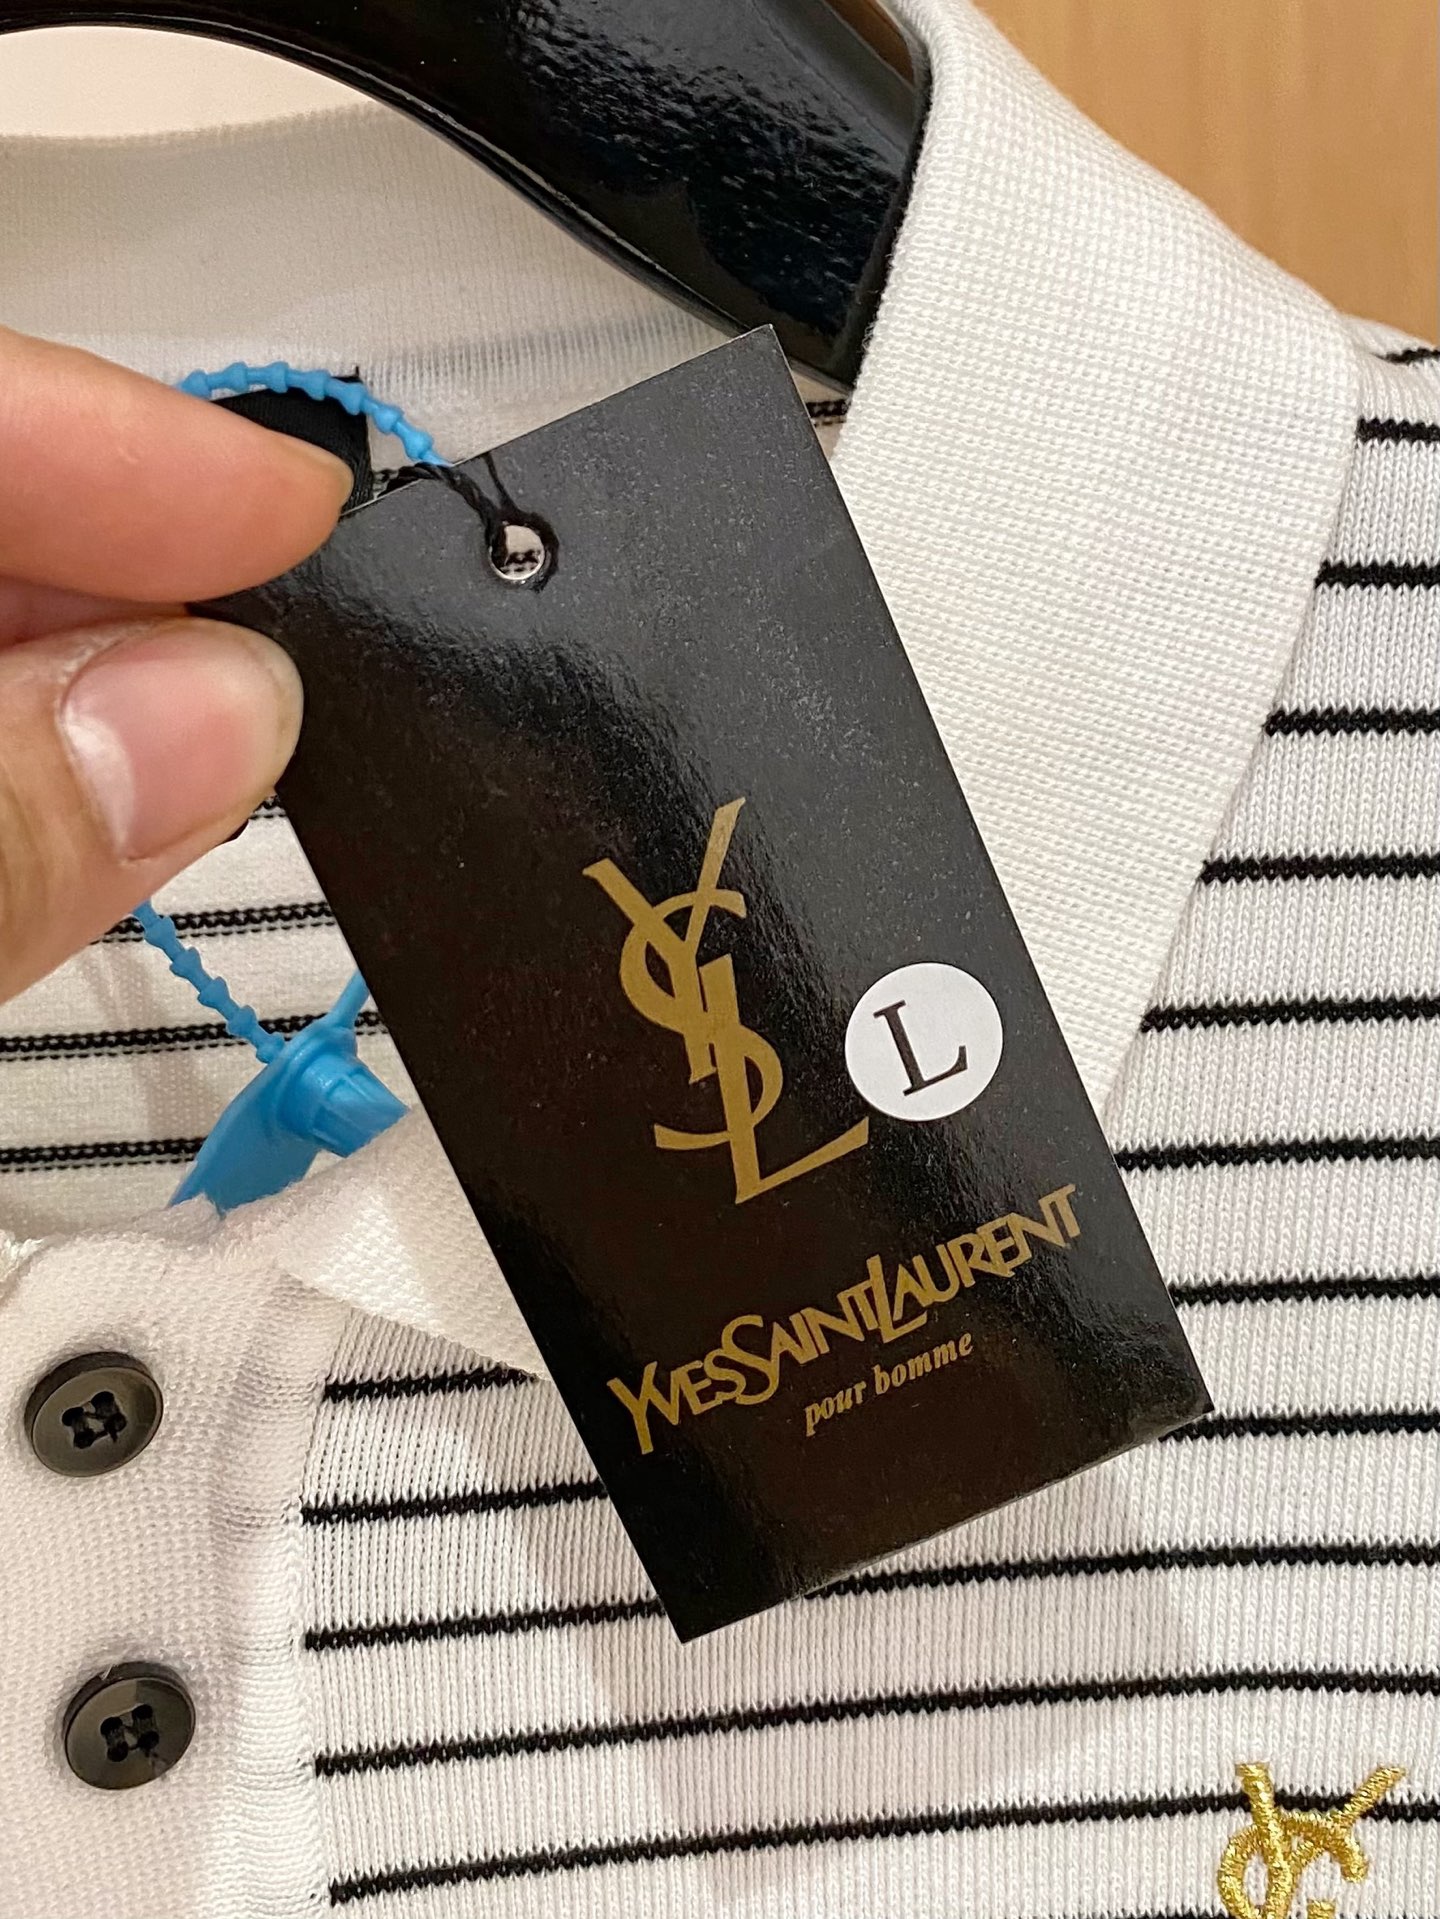 YSL
L
YVESSAINTLAURENT
pour homme